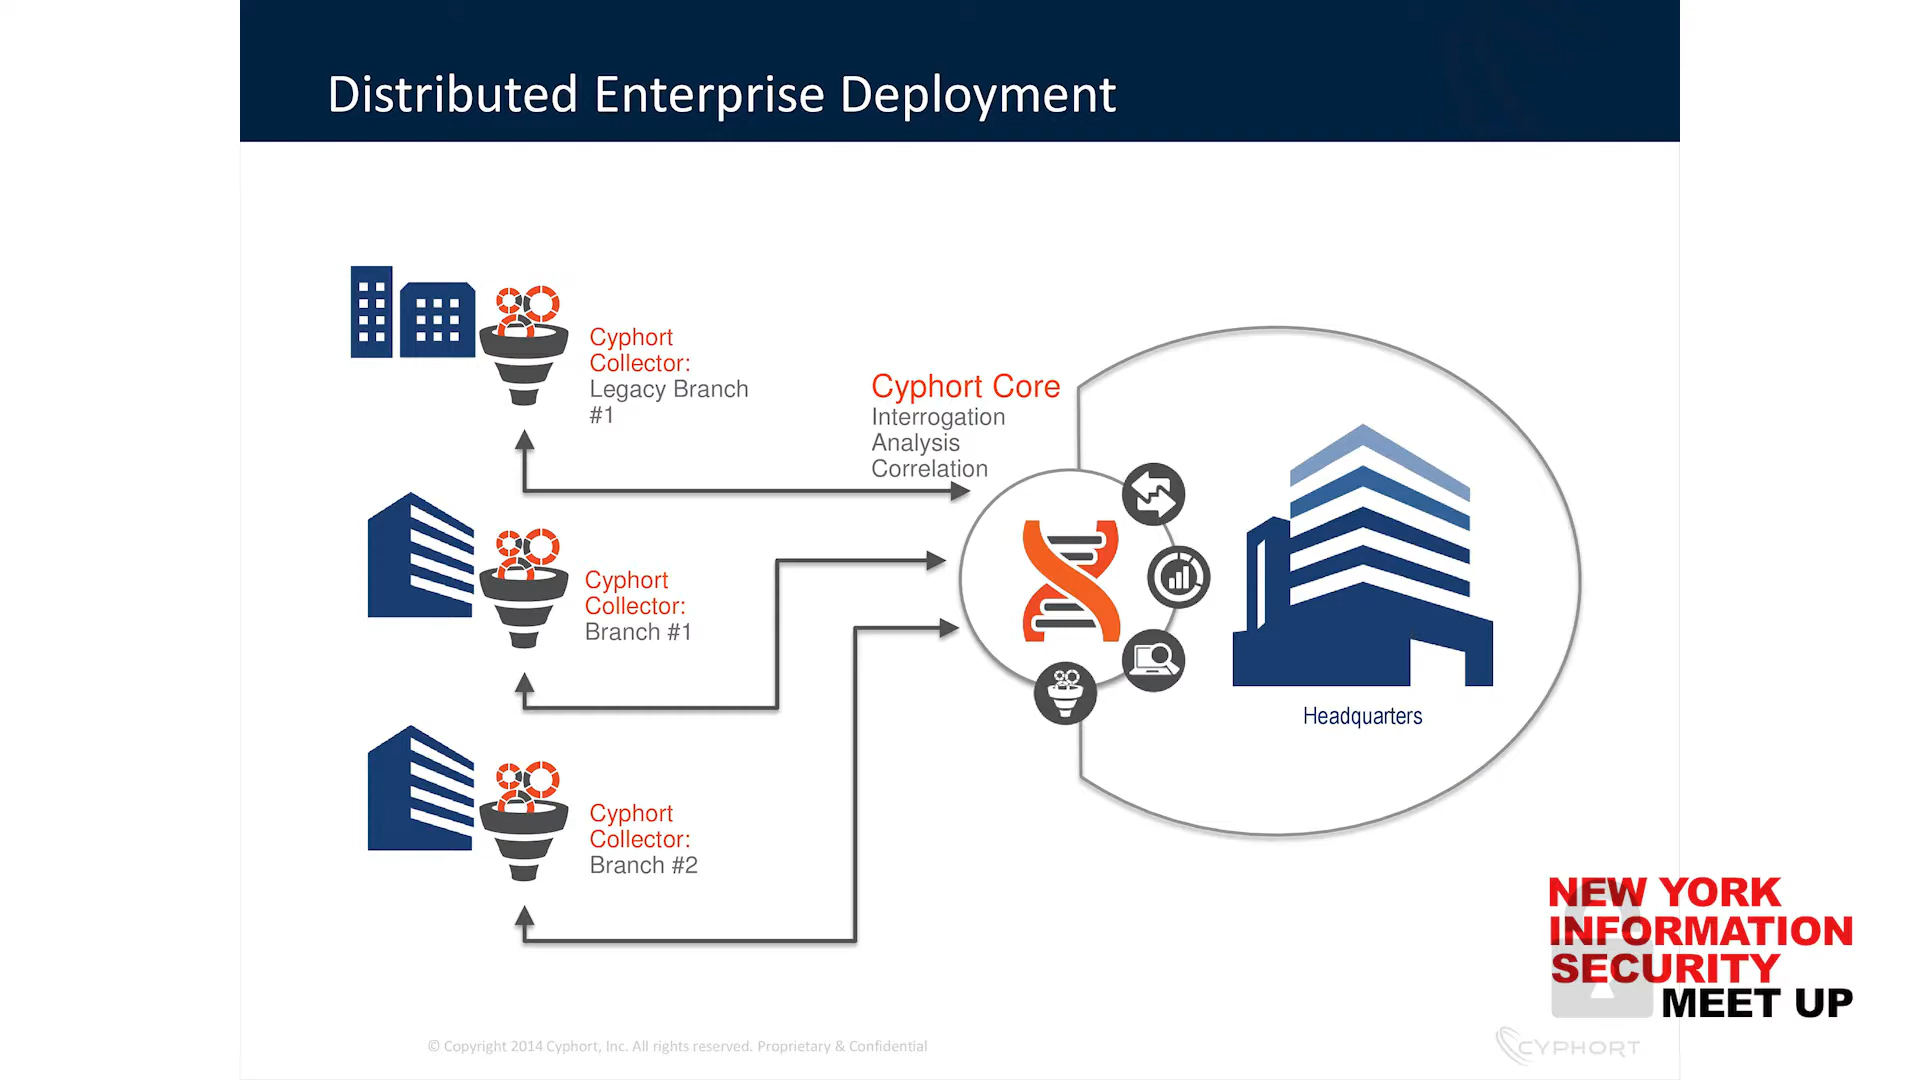 Distributed Enterprise Deployment
Cyphort
Collector:
Legacy Branch
#1
Cyphort Core
Interrogation
Analysis
Correlation
Cyphort
Collector:
Branch #1
Headquarters
Cyphort
Collector:
Branch #2
NEW YORK
INFORMATION
SECURITY
MEET UP
© Copyright 2014 Cyphort, Inc. All rights reserved. Proprietary & Confidential
CYPHORT